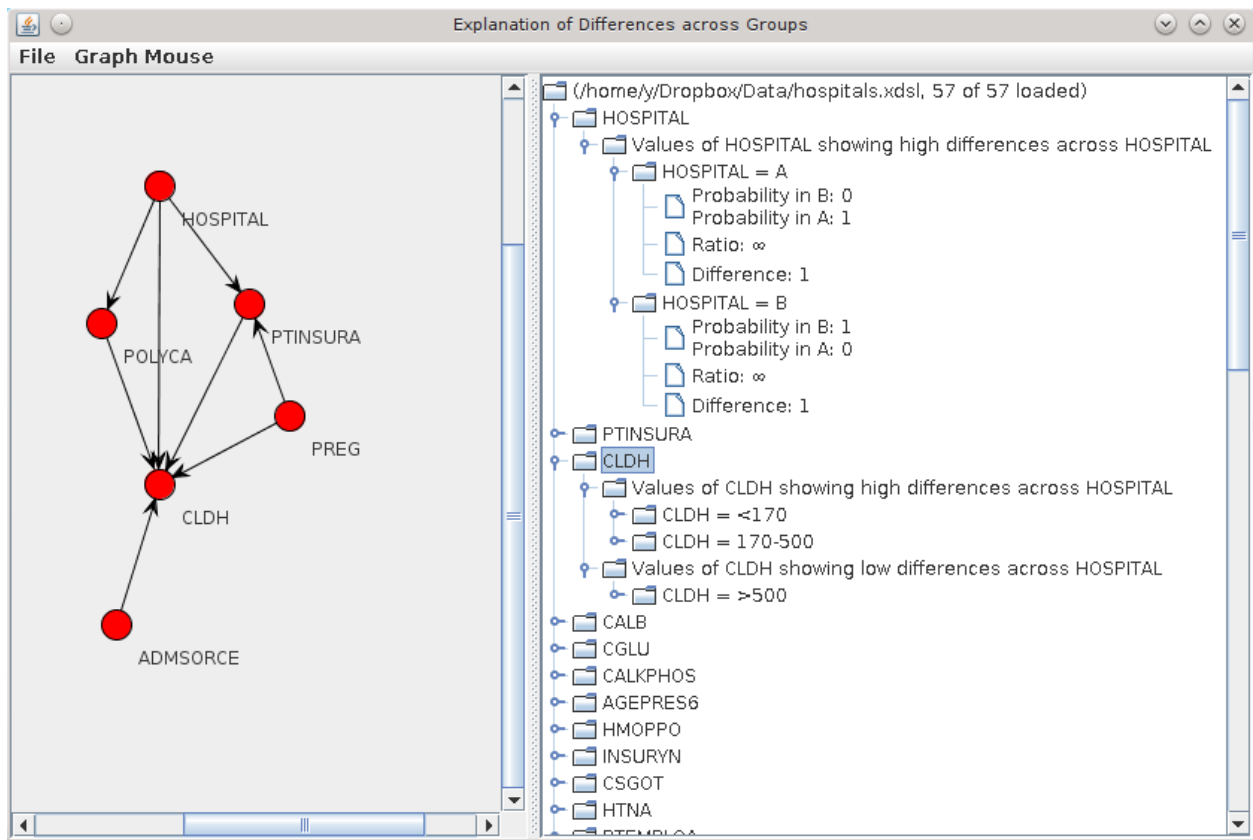 Explanation of Differences across Groups
File Graph Mouse
HOSPITAL
POLYCA
PTINSURA
PREG
CLDH
ADMSORCE
(/home/y/Dropbox/Data/hospitals.xdsl, 57 of 57 loaded)
HOSPITAL
Values of HOSPITAL showing high differences across HOSPITAL
HOSPITAL = A
Probability in B: 0
Probability in A: 1
Ratio: ∞
Difference: 1
HOSPITAL = B
Probability in B: 1
Probability in A: 0
Ratio: ∞
Difference: 1
PTINSURA
CLDH
Values of CLDH showing high differences across HOSPITAL
CLDH = <170
CLDH = 170-500
Values of CLDH showing low differences across HOSPITAL
CLDH = >500
CALB
CGLU
CALKPHOS
AGEPRES6
HMOPPO
INSURYN
CSGOT
HTNA